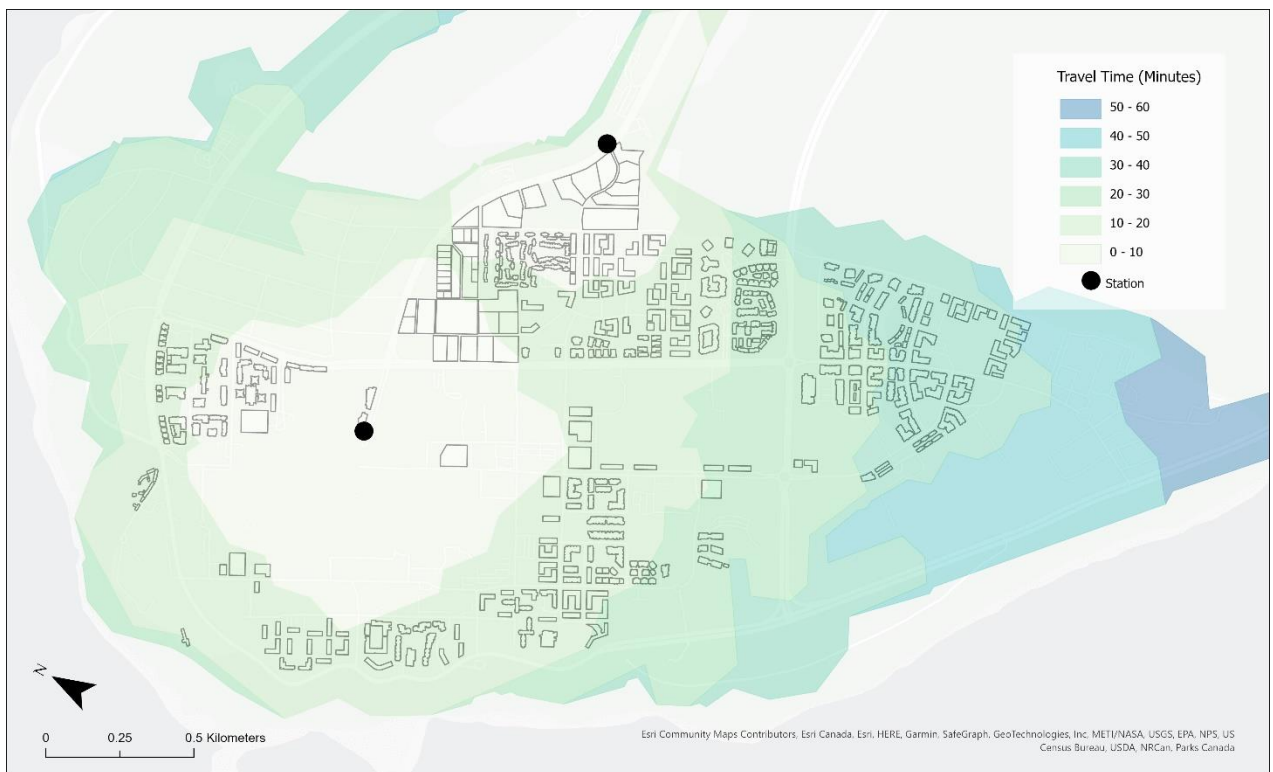 Travel Time (Minutes)
50 - 60
40 - 50
30 - 40
20 - 30
10 - 20
0 - 10
Station
N
0 0.25 0.5 Kilometers
Esri Community Maps Contributors, Esri Canada, Esri, HERE, Garmin, SafeGraph, GeoTechnologies, Inc, METI/NASA, USGS, EPA, NPS, US
Census Bureau, USDA, NRCan, Parks Canada